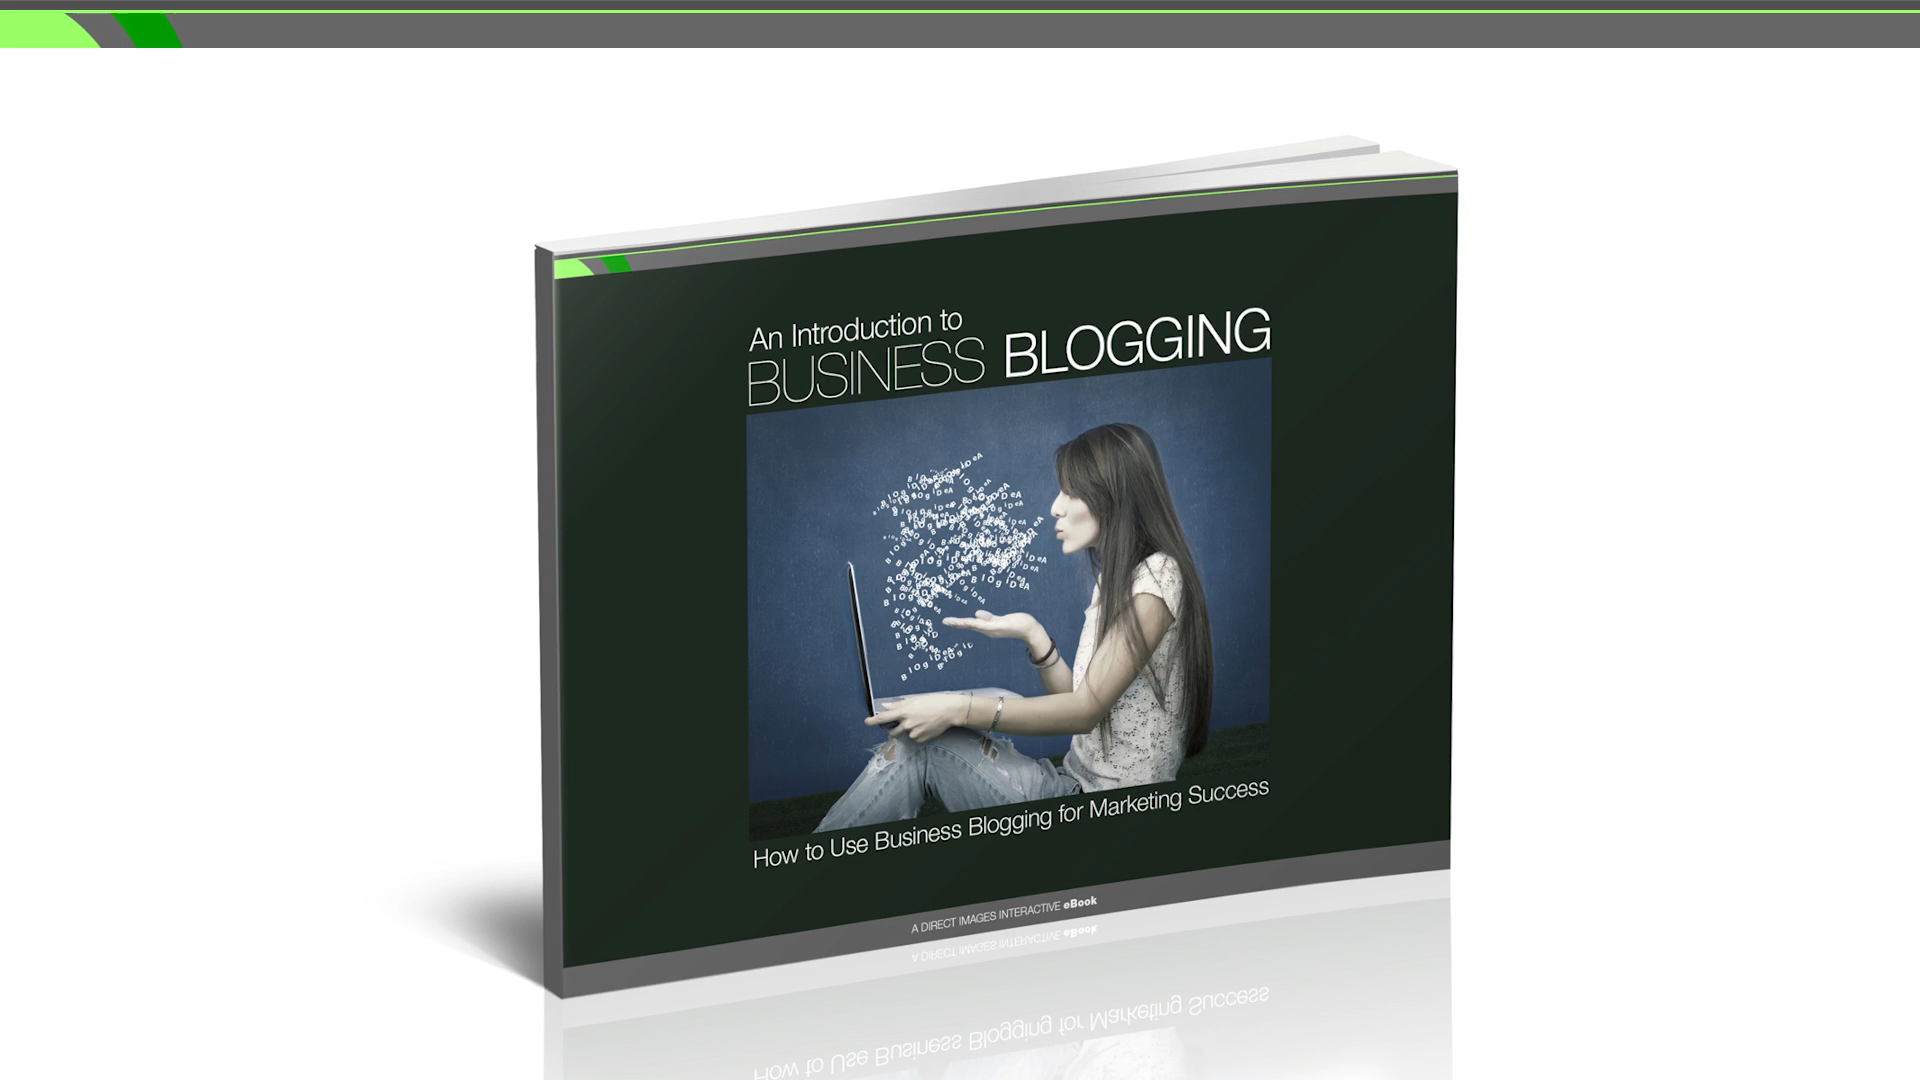 An Introduction to
BUSINESS BLOGGING
How to Use Business Blogging for Marketing Success
A DIRECT IMAGES INTERACTIVE eBook